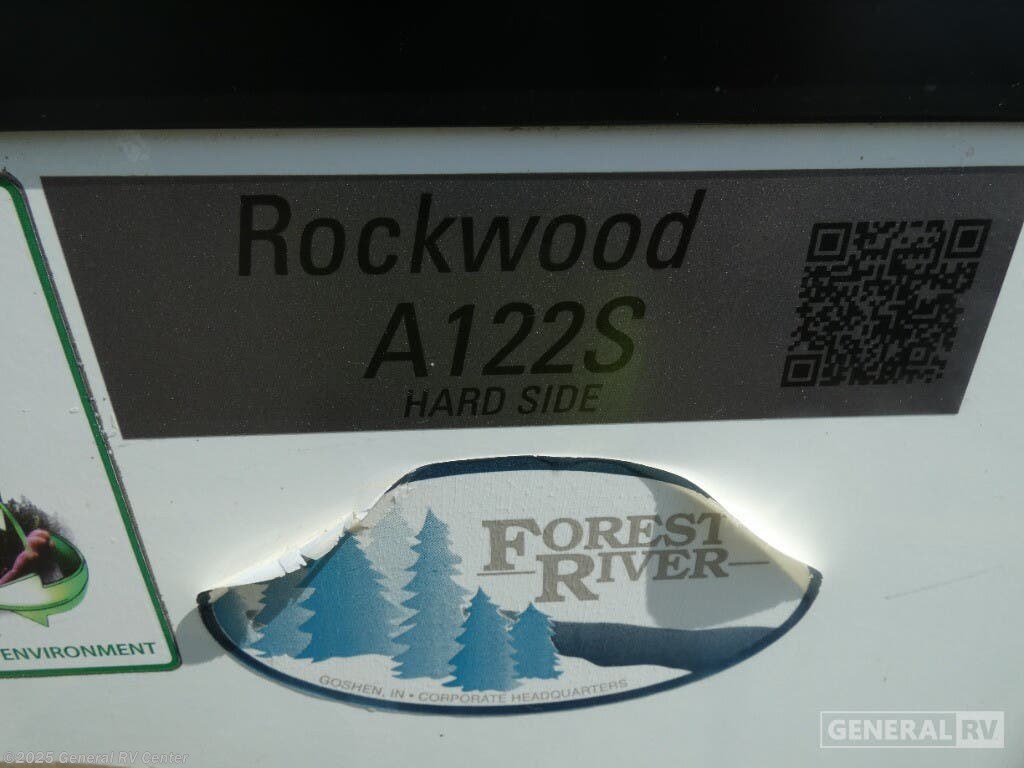 Rockwood
A122S
HARD SIDE
FOREST
RIVER
GOSHEN, IN • CORPORATE HEADQUARTERS
ENVIRONMENT
©2025 General RV Center
GENERAL RV